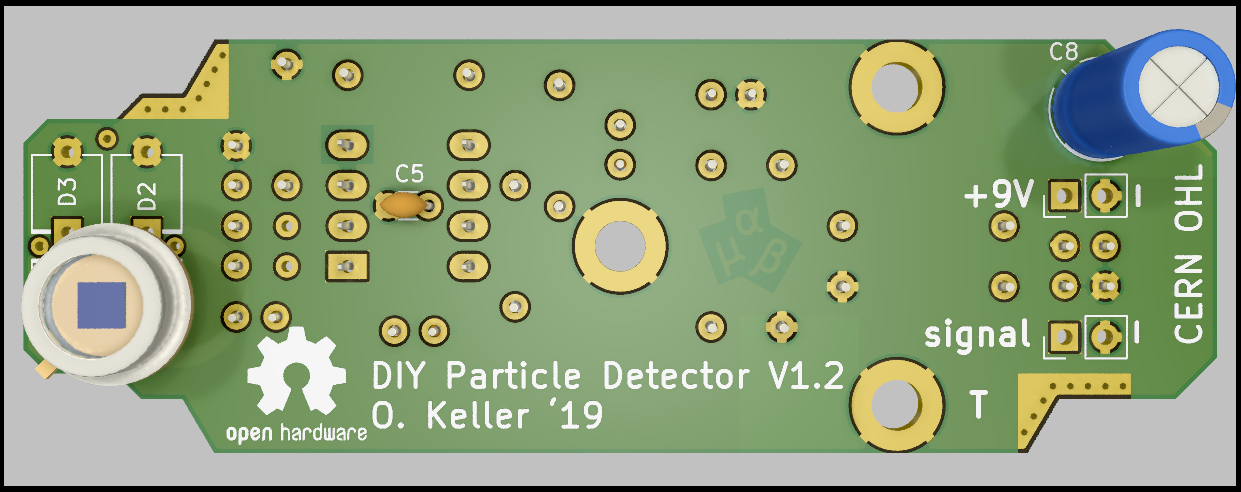 C8
D3
D2
C5
+9V
α
μ β
CERN OHL
signal
DIY Particle Detector V1.2
O. Keller '19
T
open hardware